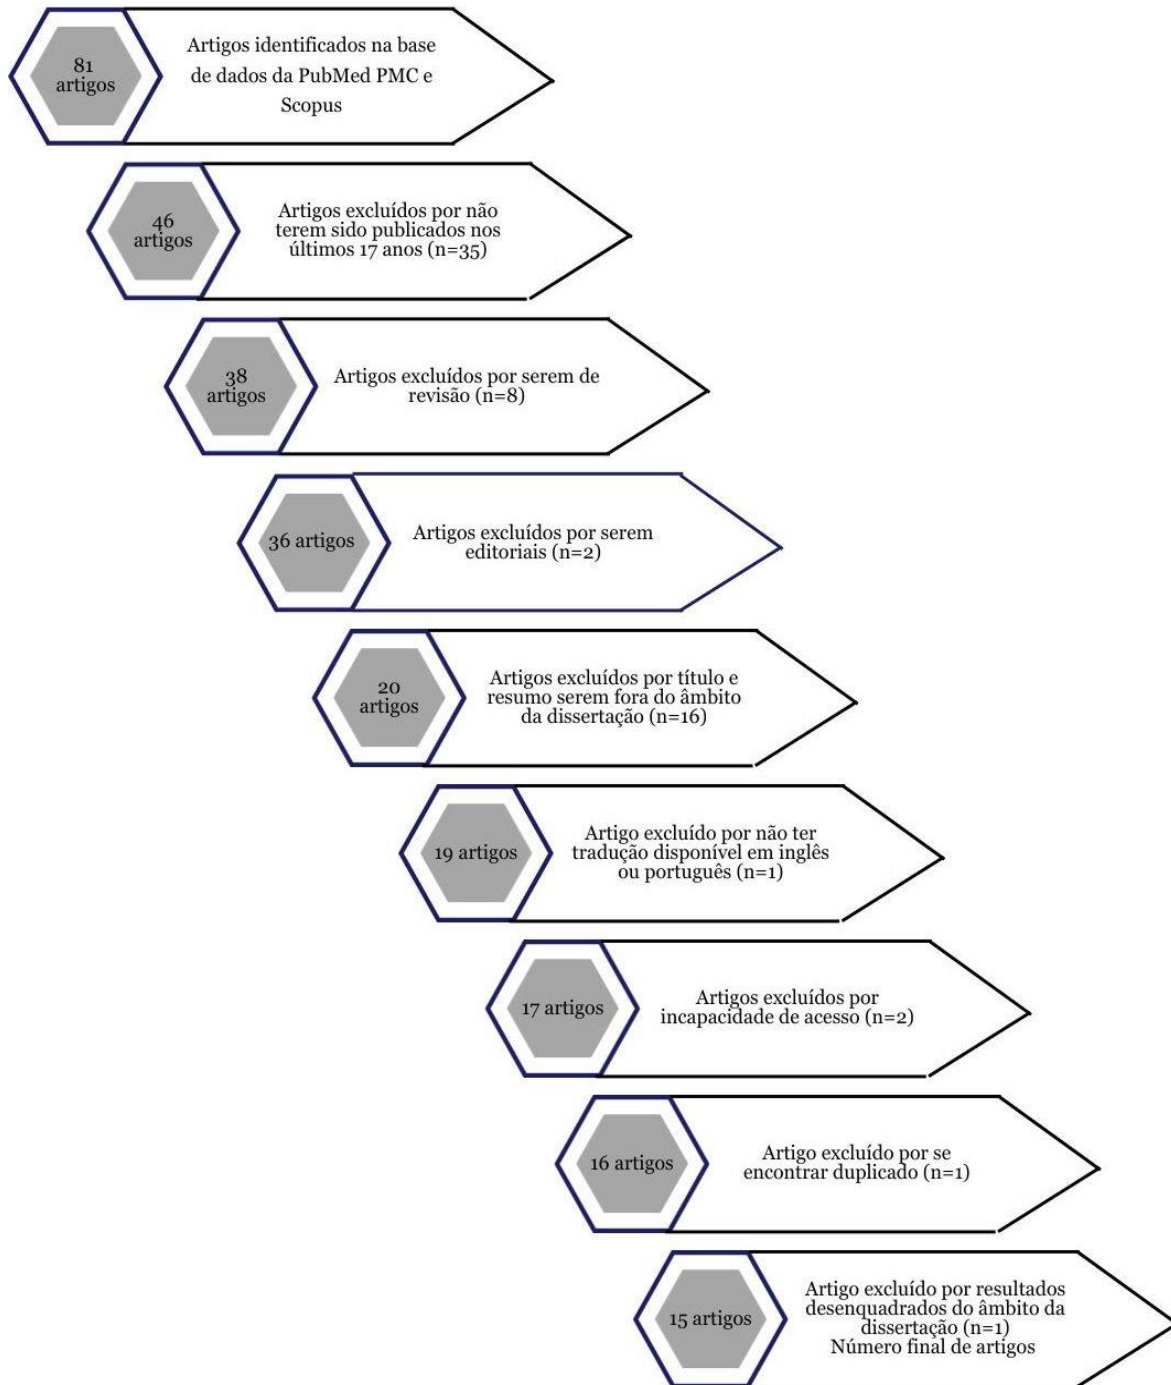 81
artigos
Artigos identificados na base
de dados da PubMed PMC e
Scopus
46
artigos
Artigos excluídos por não
terem sido publicados nos
últimos 17 anos (n=35)
38
artigos
Artigos excluídos por serem de
revisão (n=8)
36 artigos
Artigos excluídos por serem
editoriais (n=2)
20
artigos
Artigos excluídos por título e
resumo serem fora do âmbito
da dissertação (n=16)
19 artigos
Artigo excluído por não ter
tradução disponível em inglês
ou português (n=1)
17 artigos
Artigos excluídos por
incapacidade de acesso (n=2)
16 artigos
Artigo excluído por se
encontrar duplicado (n=1)
15 artigos
Artigo excluído por resultados
desenquadrados do âmbito da
dissertação (n=1)
Número final de artigos